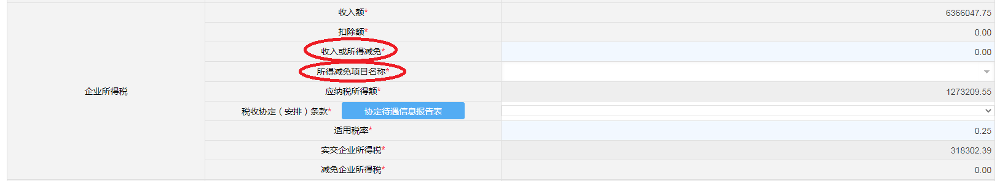 收入额* 6366047.75
扣除额* 0.00
收入或所得减免* 0.00
所得减免项目名称*
企业所得税
应纳税所得额* 1273209.55
税收协定（安排）条款* 协定待遇信息报告表
适用税率* 0.25
实交企业所得税* 318302.39
减免企业所得税* 0.00